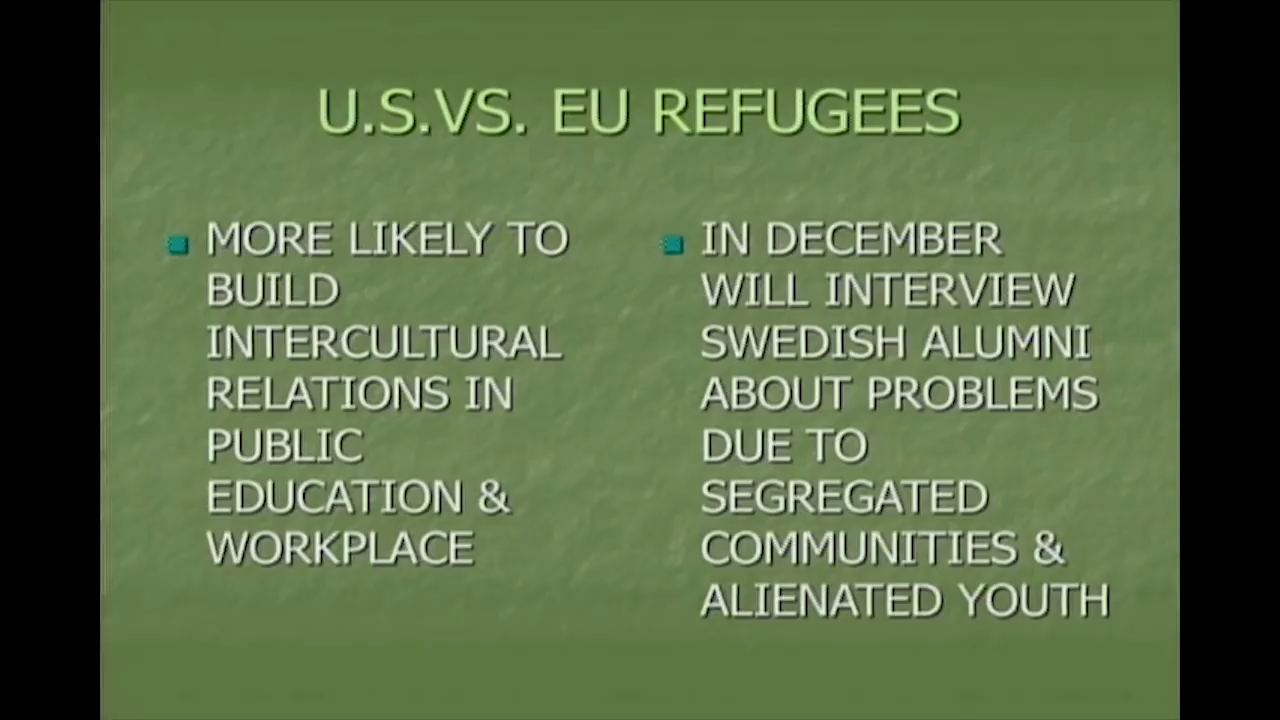 U.S.VS. EU REFUGEES
MORE LIKELY TO
BUILD
INTERCULTURAL
RELATIONS IN
PUBLIC
EDUCATION &
WORKPLACE
IN DECEMBER
WILL INTERVIEW
SWEDISH ALUMNI
ABOUT PROBLEMS
DUE TO
SEGREGATED
COMMUNITIES &
ALIENATED YOUTH